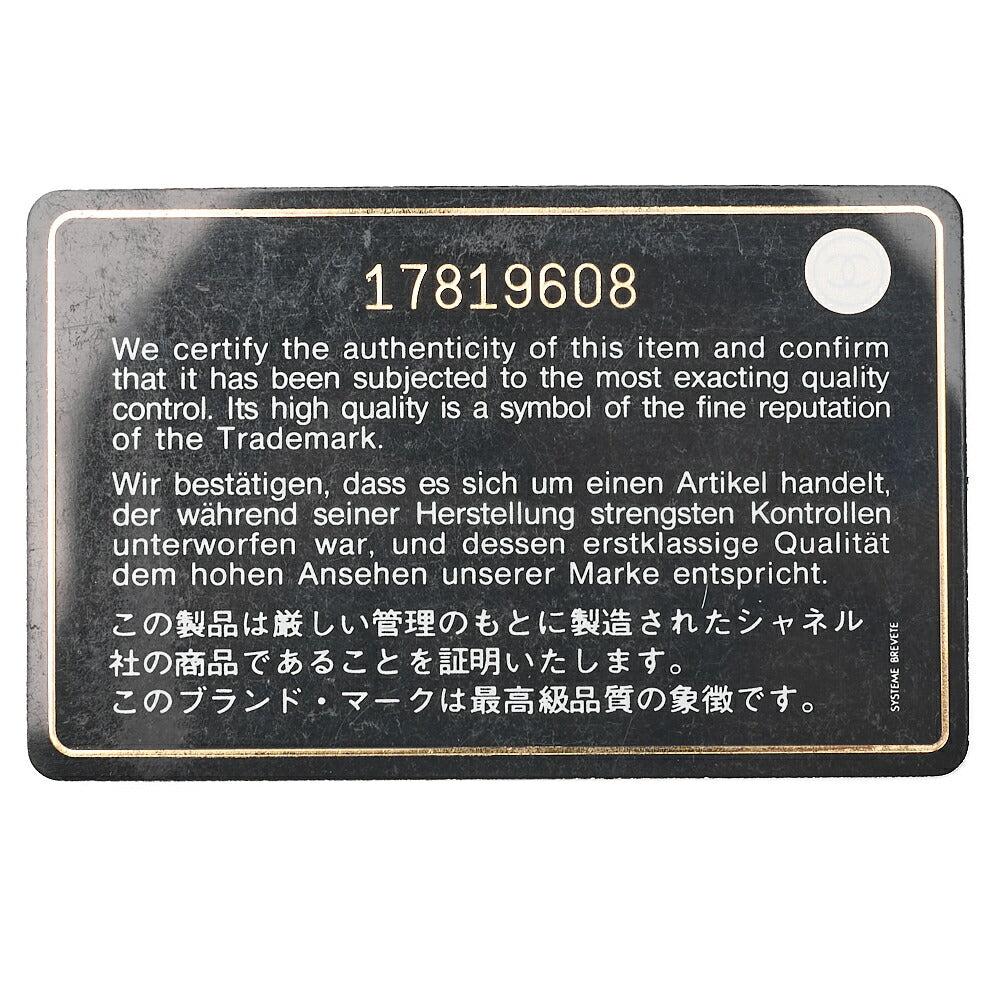 17819608
We certify the authenticity of this item and confirm
that it has been subjected to the most exacting quality
control. Its high quality is a symbol of the fine reputation
of the Trademark.
Wir bestätigen, dass es sich um einen Artikel handelt,
der während seiner Herstellung strengsten Kontrollen
unterworfen war, und dessen erstklassige Qualität
dem hohen Ansehen unserer Marke entspricht.
この製品は厳しい管理のもとに製造されたシャネル
社の商品であることを証明いたします。
このブランド・マークは最高級品質の象徴です。
SYSTEME BREVETE